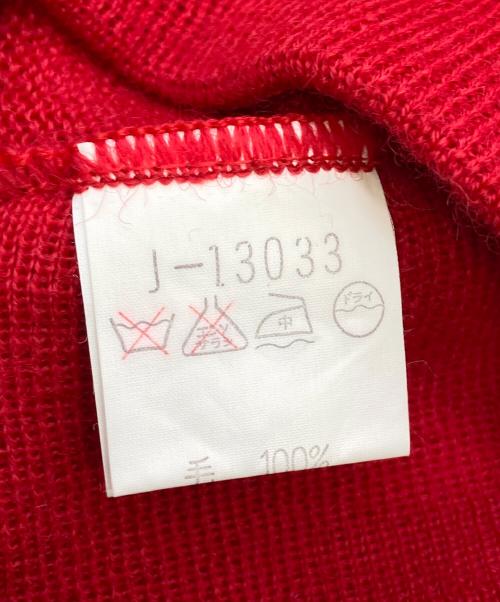 J-13033
エンソ
サラシ
中
ドライ
毛 100%